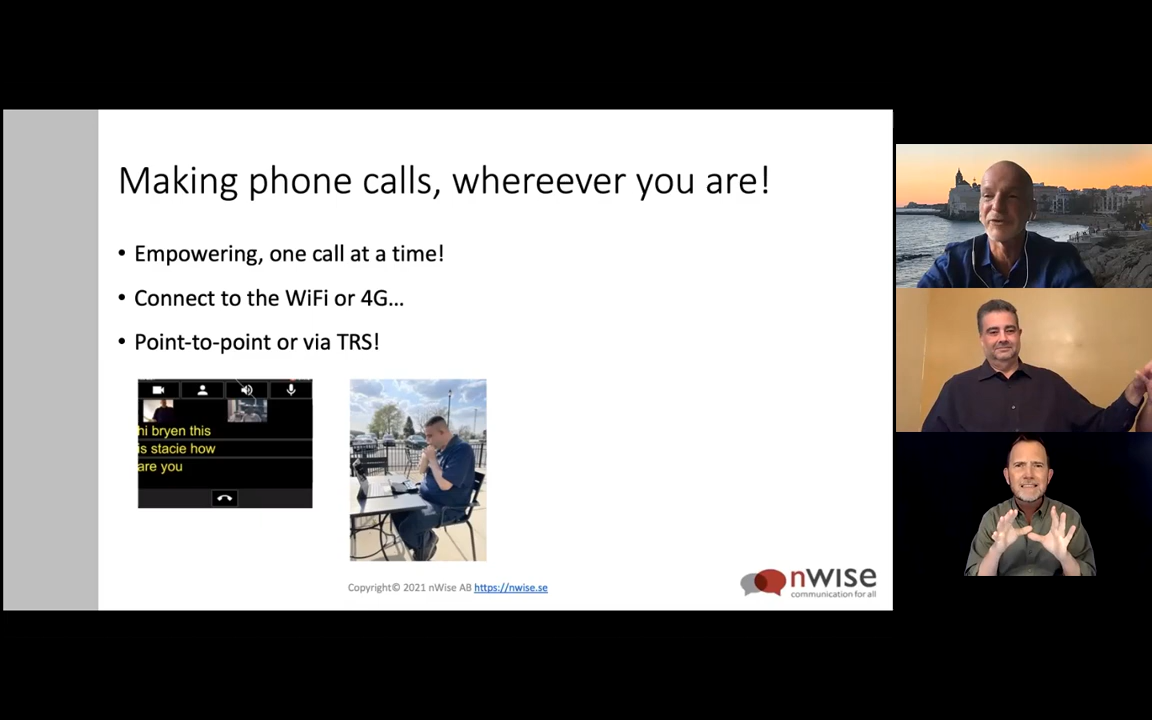 Making phone calls, whereever you are!
• Empowering, one call at a time!
• Connect to the WiFi or 4G...
• Point-to-point or via TRS!
hi bryen this
is stacie how
are you
Copyright© 2021 nWise AB https://nwise.se
nWISE
communication for all